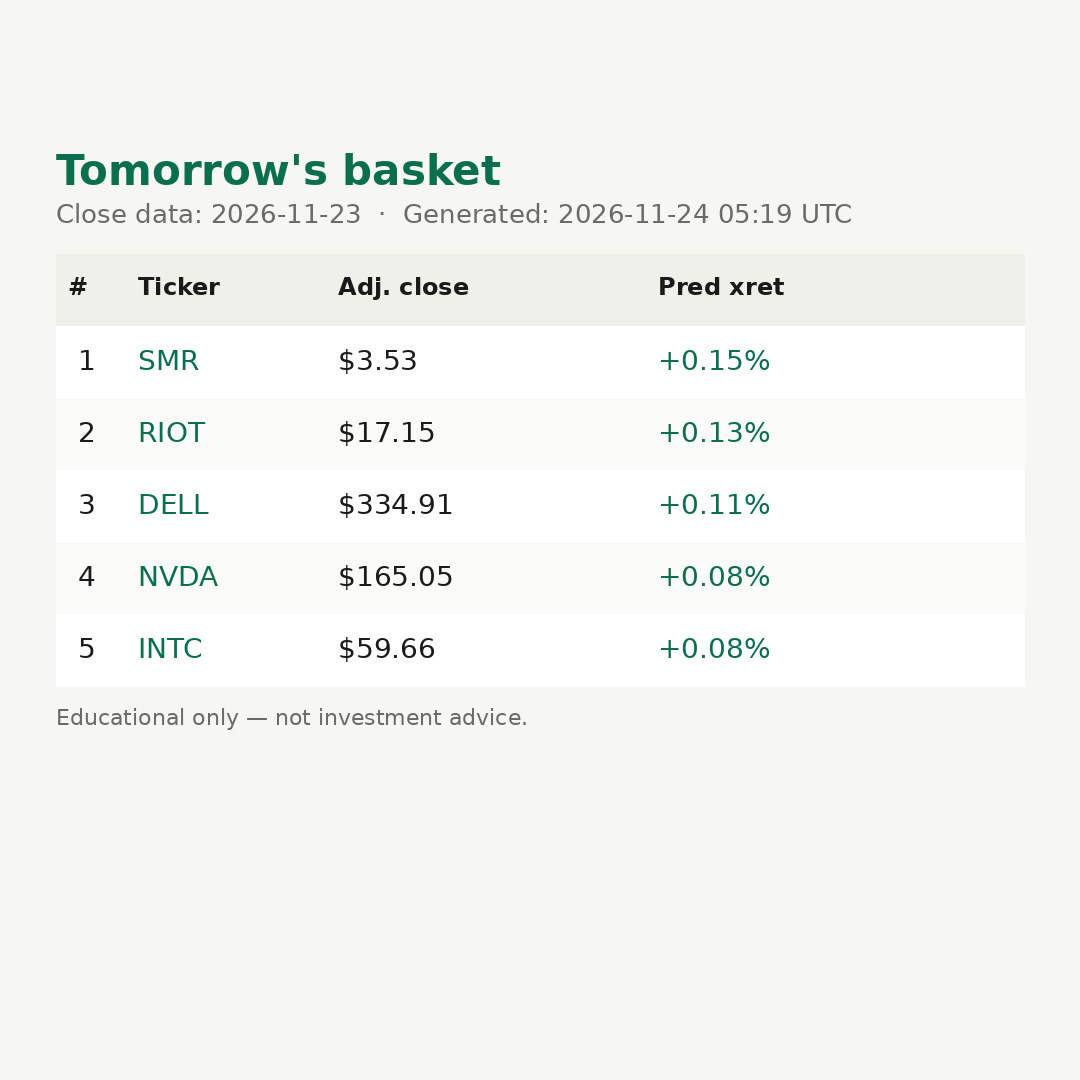 Tomorrow's basket
Close data: 2026-11-23 · Generated: 2026-11-24 05:19 UTC
# Ticker Adj. close Pred xret
1 SMR $3.53 +0.15%
2 RIOT $17.15 +0.13%
3 DELL $334.91 +0.11%
4 NVDA $165.05 +0.08%
5 INTC $59.66 +0.08%
Educational only — not investment advice.